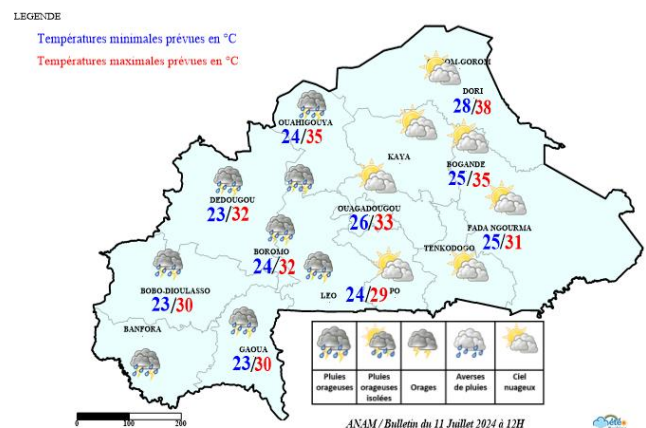 LEGENDE
Températures minimales prévues en °C
Températures maximales prévues en °C
DORI
28/38
OUAHIGOUYA
24/35
KAYA
BOGANDE
25/35
DEDOUGOU
23/32
OUAGADOUGOU
26/33
FADA NGOURMA
25/31
BOROMO
24/32
TENKODOGO
BOBO-DIOULASSO
23/30
LEO
24/29
PO
BANFORA
GAOUA
23/30
Pluies orageuses
Pluies orageuses isolées
Orages
Averses de pluies
Ciel nuageux
0 100 200
ANAM / Bulletin du 11 Juillet 2024 à 12H